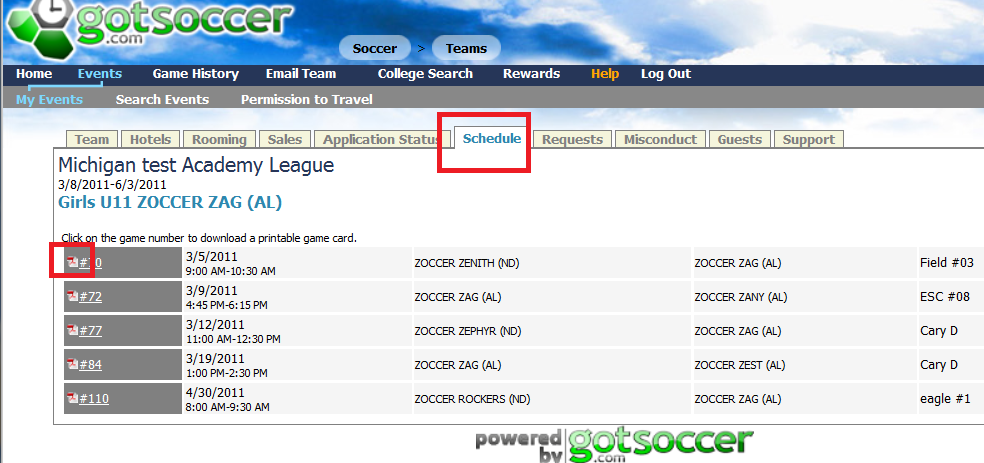 gotsoccer
.com
Soccer > Teams
Home Events Game History Email Team College Search Rewards Help Log Out
My Events Search Events Permission to Travel
Team Hotels Rooming Sales Application Status Schedule Requests Misconduct Guests Support
Michigan test Academy League
3/8/2011-6/3/2011
Girls U11 ZOCCER ZAG (AL)
Click on the game number to download a printable game card.
#70 3/5/2011 ZOCCER ZENITH (ND) ZOCCER ZAG (AL) Field #03
9:00 AM-10:30 AM
#72 3/9/2011 ZOCCER ZAG (AL) ZOCCER ZANY (AL) ESC #08
4:45 PM-6:15 PM
#77 3/12/2011 ZOCCER ZEPHYR (ND) ZOCCER ZAG (AL) Cary D
11:00 AM-12:30 PM
#84 3/19/2011 ZOCCER ZAG (AL) ZOCCER ZEST (AL) Cary D
1:00 PM-2:30 PM
#110 4/30/2011 ZOCCER ROCKERS (ND) ZOCCER ZAG (AL) eagle #1
8:00 AM-9:30 AM
powered by gotsoccer
.com